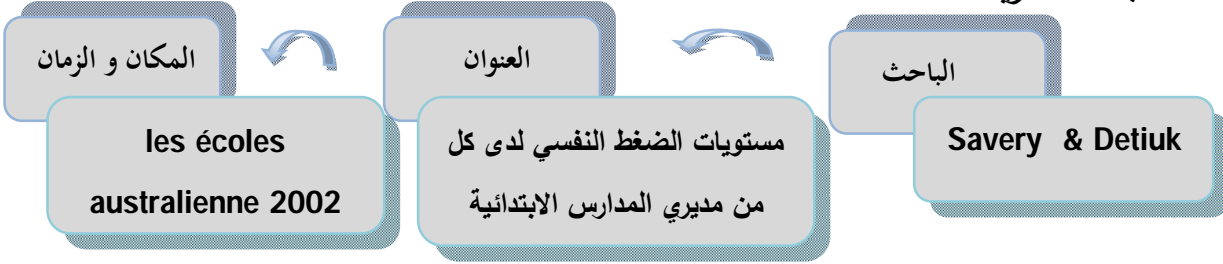 الباحث
Savery & Detiuk
العنوان
مستويات الضغط النفسي لدى كل
من مديري المدارس الابتدائية
المكان و الزمان
les écoles
australienne 2002